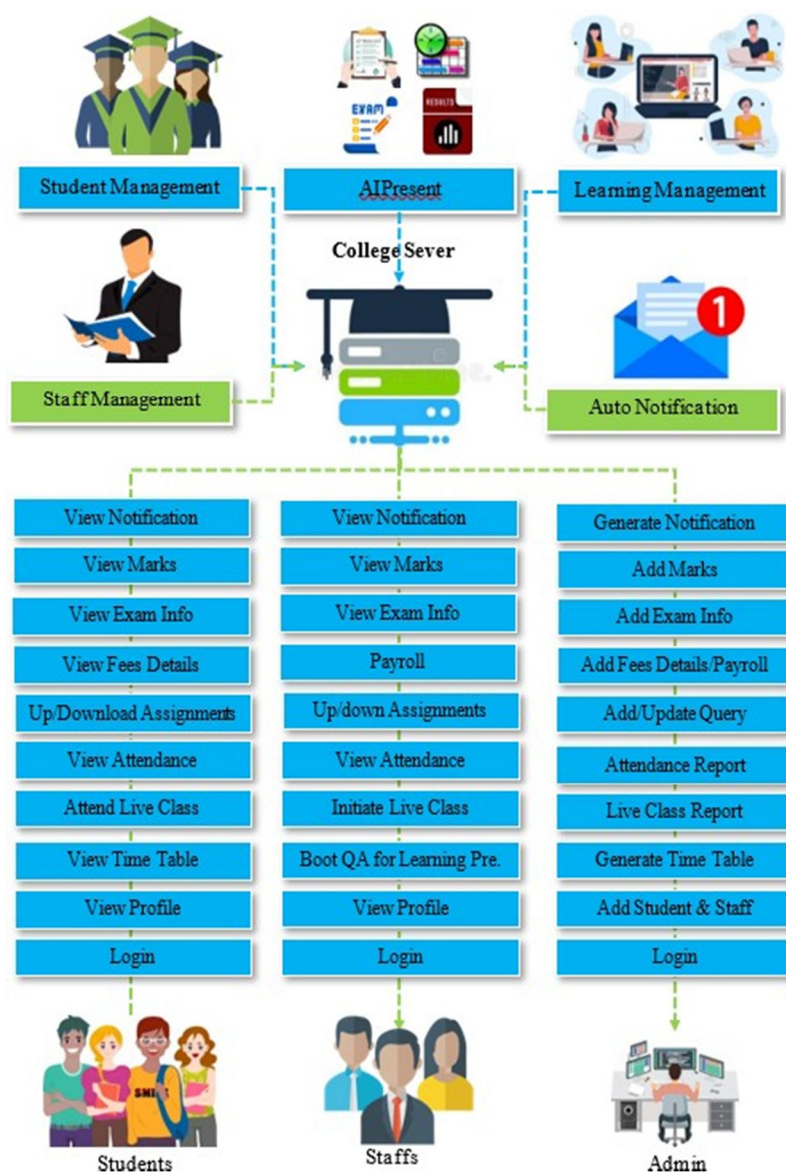 EXAM
RESULTS
Student Management
AIPresent
Learning Management
College Sever
1
Staff Management
Auto Notification
View Notification
View Marks
View Exam Info
View Fees Details
Up/Download Assignments
View Attendance
Attend Live Class
View Time Table
View Profile
Login
View Notification
View Marks
View Exam Info
Payroll
Up/down Assignments
View Attendance
Initiate Live Class
Boot QA for Learning Pre.
View Profile
Login
Generate Notification
Add Marks
Add Exam Info
Add Fees Details/Payroll
Add/Update Query
Attendance Report
Live Class Report
Generate Time Table
Add Student & Staff
Login
Students
Staffs
Admin